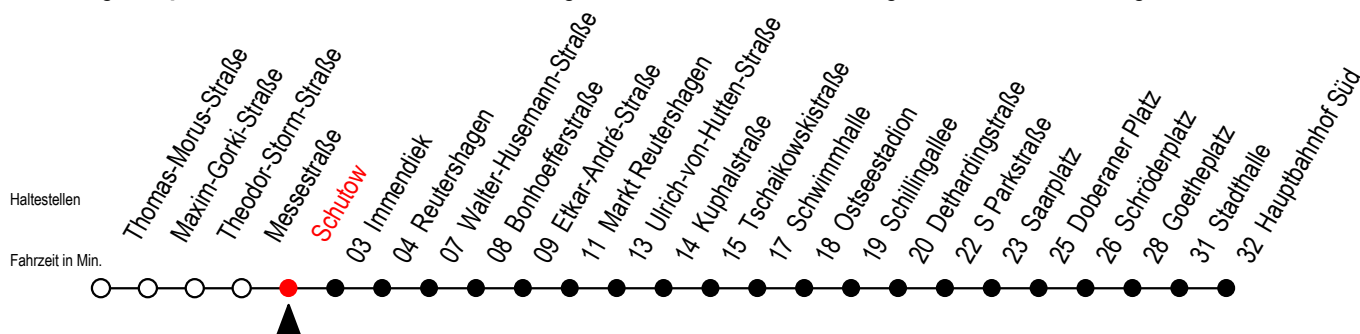 Thomas-Morus-Straße
Maxim-Gorki-Straße
Theodor-Storm-Straße
Messestraße
Schutow
03 Immendiek
04 Reutershagen
07 Walter-Husemann-Straße
08 Bonhoefferstraße
09 Etkar-André-Straße
11 Markt Reutershagen
13 Ulrich-von-Hutten-Straße
14 Kuphalstraße
15 Tschaikowskistraße
17 Schwimmhalle
18 Ostseestadion
19 Schillingallee
20 Dethardingstraße
22 S Parkstraße
23 Saarplatz
25 Doberaner Platz
26 Schröderplatz
28 Goetheplatz
31 Stadthalle
32 Hauptbahnhof Süd
Haltestellen
Fahrzeit in Min.